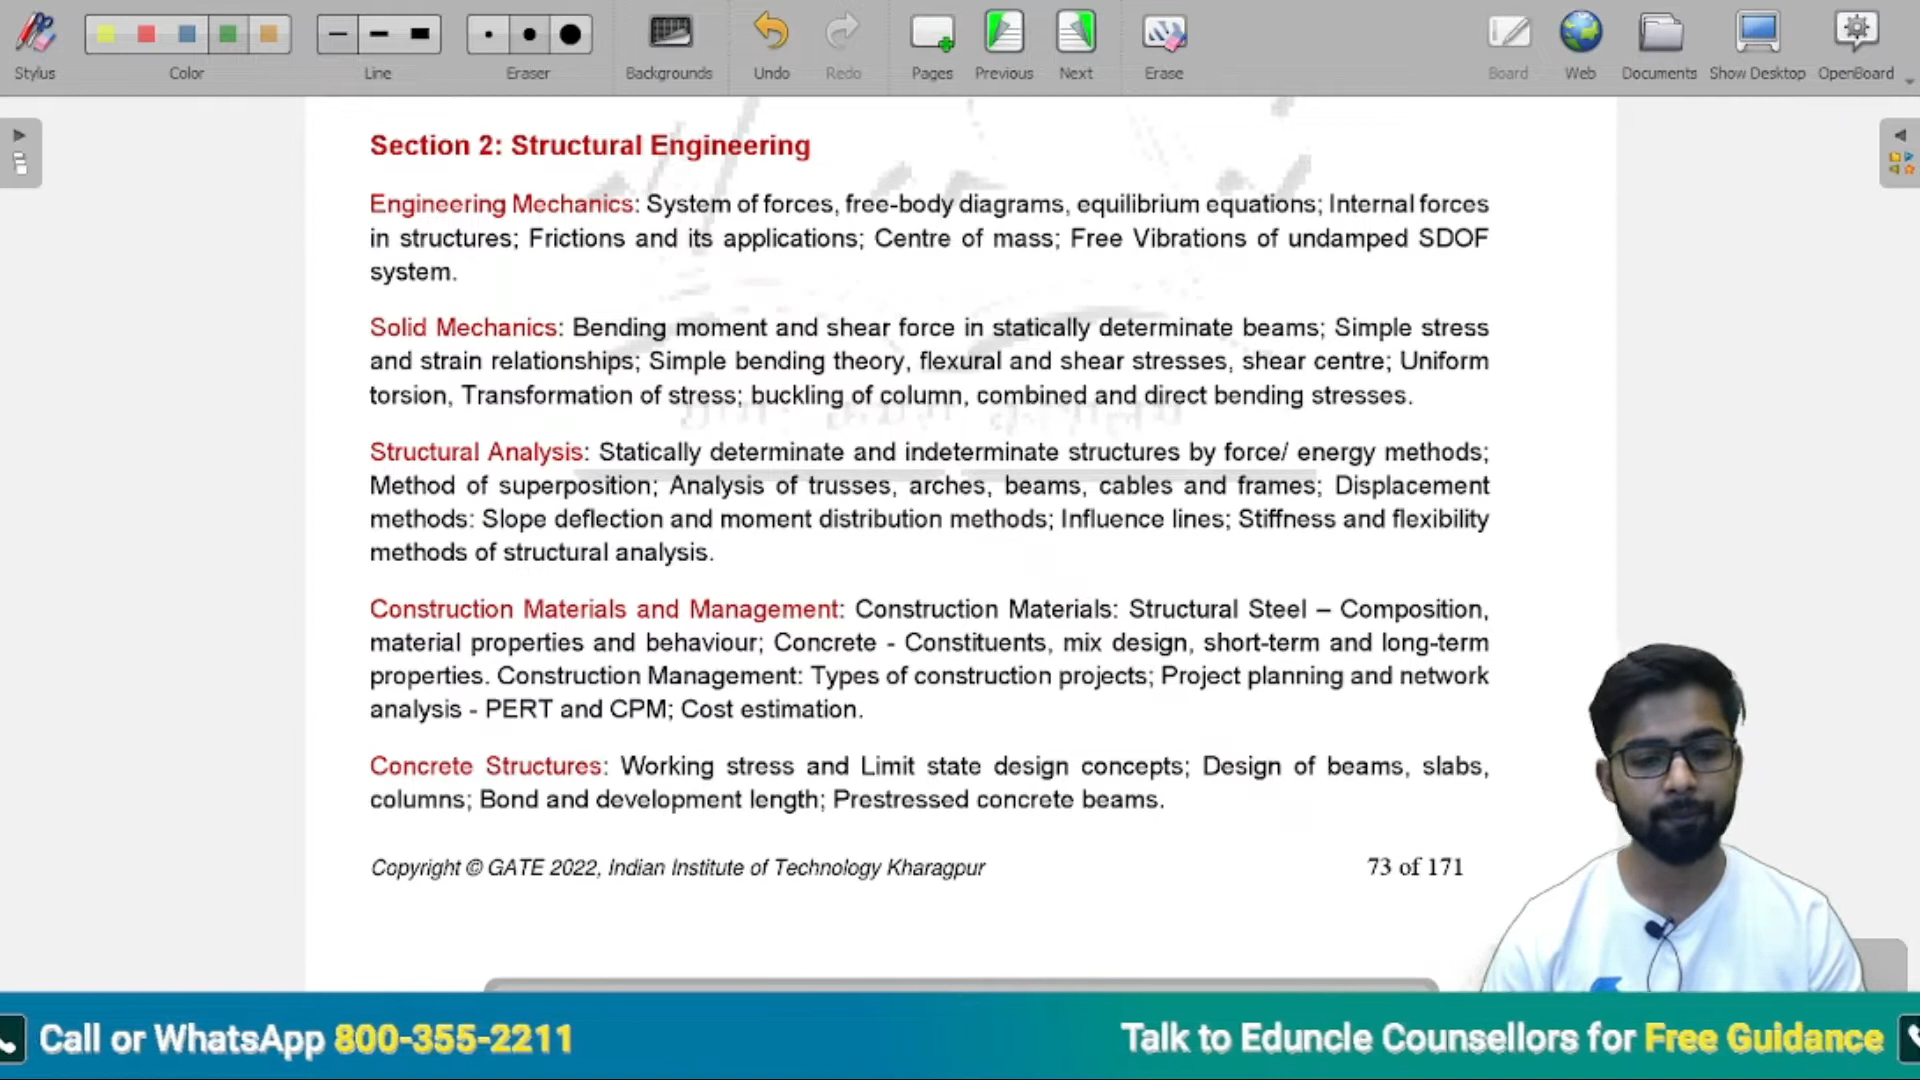 Stylus
Color
Line
Eraser
Backgrounds
Undo
Redo
Pages
Previous
Next
Erase
Board
Web
Documents
Show Desktop
OpenBoard
Section 2: Structural Engineering
Engineering Mechanics: System of forces, free-body diagrams, equilibrium equations; Internal forces
in structures; Frictions and its applications; Centre of mass; Free Vibrations of undamped SDOF
system.
Solid Mechanics: Bending moment and shear force in statically determinate beams; Simple stress
and strain relationships; Simple bending theory, flexural and shear stresses, shear centre; Uniform
torsion, Transformation of stress; buckling of column, combined and direct bending stresses.
Structural Analysis: Statically determinate and indeterminate structures by force/ energy methods;
Method of superposition; Analysis of trusses, arches, beams, cables and frames; Displacement
methods: Slope deflection and moment distribution methods; Influence lines; Stiffness and flexibility
methods of structural analysis.
Construction Materials and Management: Construction Materials: Structural Steel – Composition,
material properties and behaviour; Concrete - Constituents, mix design, short-term and long-term
properties. Construction Management: Types of construction projects; Project planning and network
analysis - PERT and CPM; Cost estimation.
Concrete Structures: Working stress and Limit state design concepts; Design of beams, slabs,
columns; Bond and development length; Prestressed concrete beams.
Copyright © GATE 2022, Indian Institute of Technology Kharagpur
73 of 171
Call or WhatsApp 800-355-2211
Talk to Eduncle Counsellors for Free Guidance